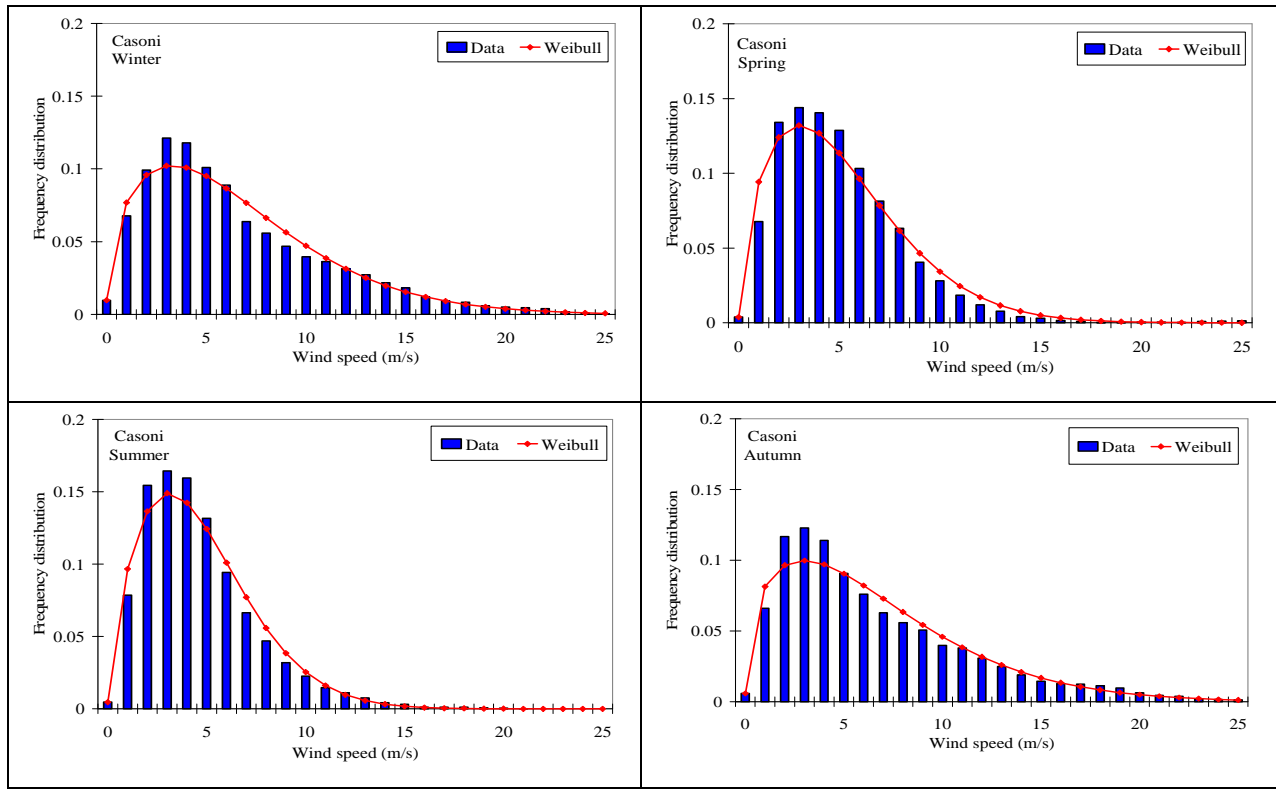 Casoni
Winter
Data
Weibull
Frequency distribution
0.2
0.15
0.1
0.05
0
0 5 10 15 20 25
Wind speed (m/s)
Casoni
Spring
Data
Weibull
Frequency distribution
0.2
0.15
0.1
0.05
0
0 5 10 15 20 25
Wind speed (m/s)
Casoni
Summer
Data
Weibull
Frequency distribution
0.2
0.15
0.1
0.05
0
0 5 10 15 20 25
Wind speed (m/s)
Casoni
Autumn
Data
Weibull
Frequency distribution
0.2
0.15
0.1
0.05
0
0 5 10 15 20 25
Wind speed (m/s)